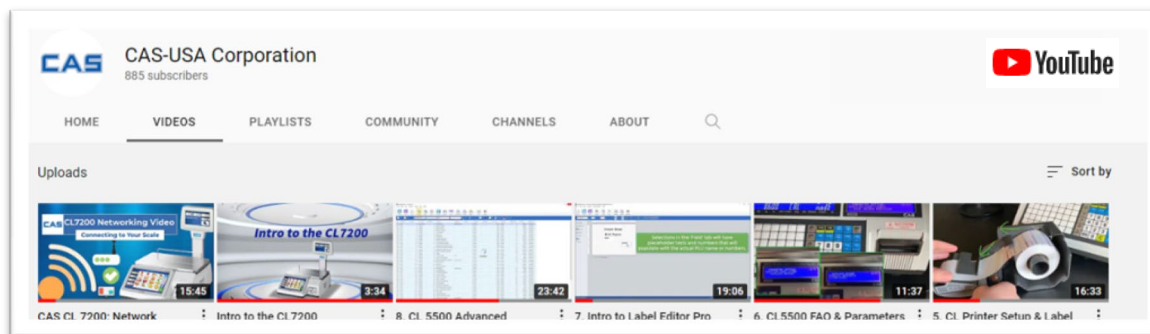 CAS
CAS-USA Corporation
885 subscribers
YouTube
HOME VIDEOS PLAYLISTS COMMUNITY CHANNELS ABOUT
Uploads
Sort by
CAS CL7200 Networking Video
Connecting to Your Scale
15:45
Intro to the CL7200
3:34
23:42
Selections in the 'Field' tab will have
placeholder texts and numbers that will
populate with the actual PLU name or numbers.
19:06
11:37
16:33
CAS CL 7200: Network
Intro to the CL7200
8. CL 5500 Advanced
7. Intro to Label Editor Pro
6. CL5500 FAQ & Parameters
5. CL Printer Setup & Label